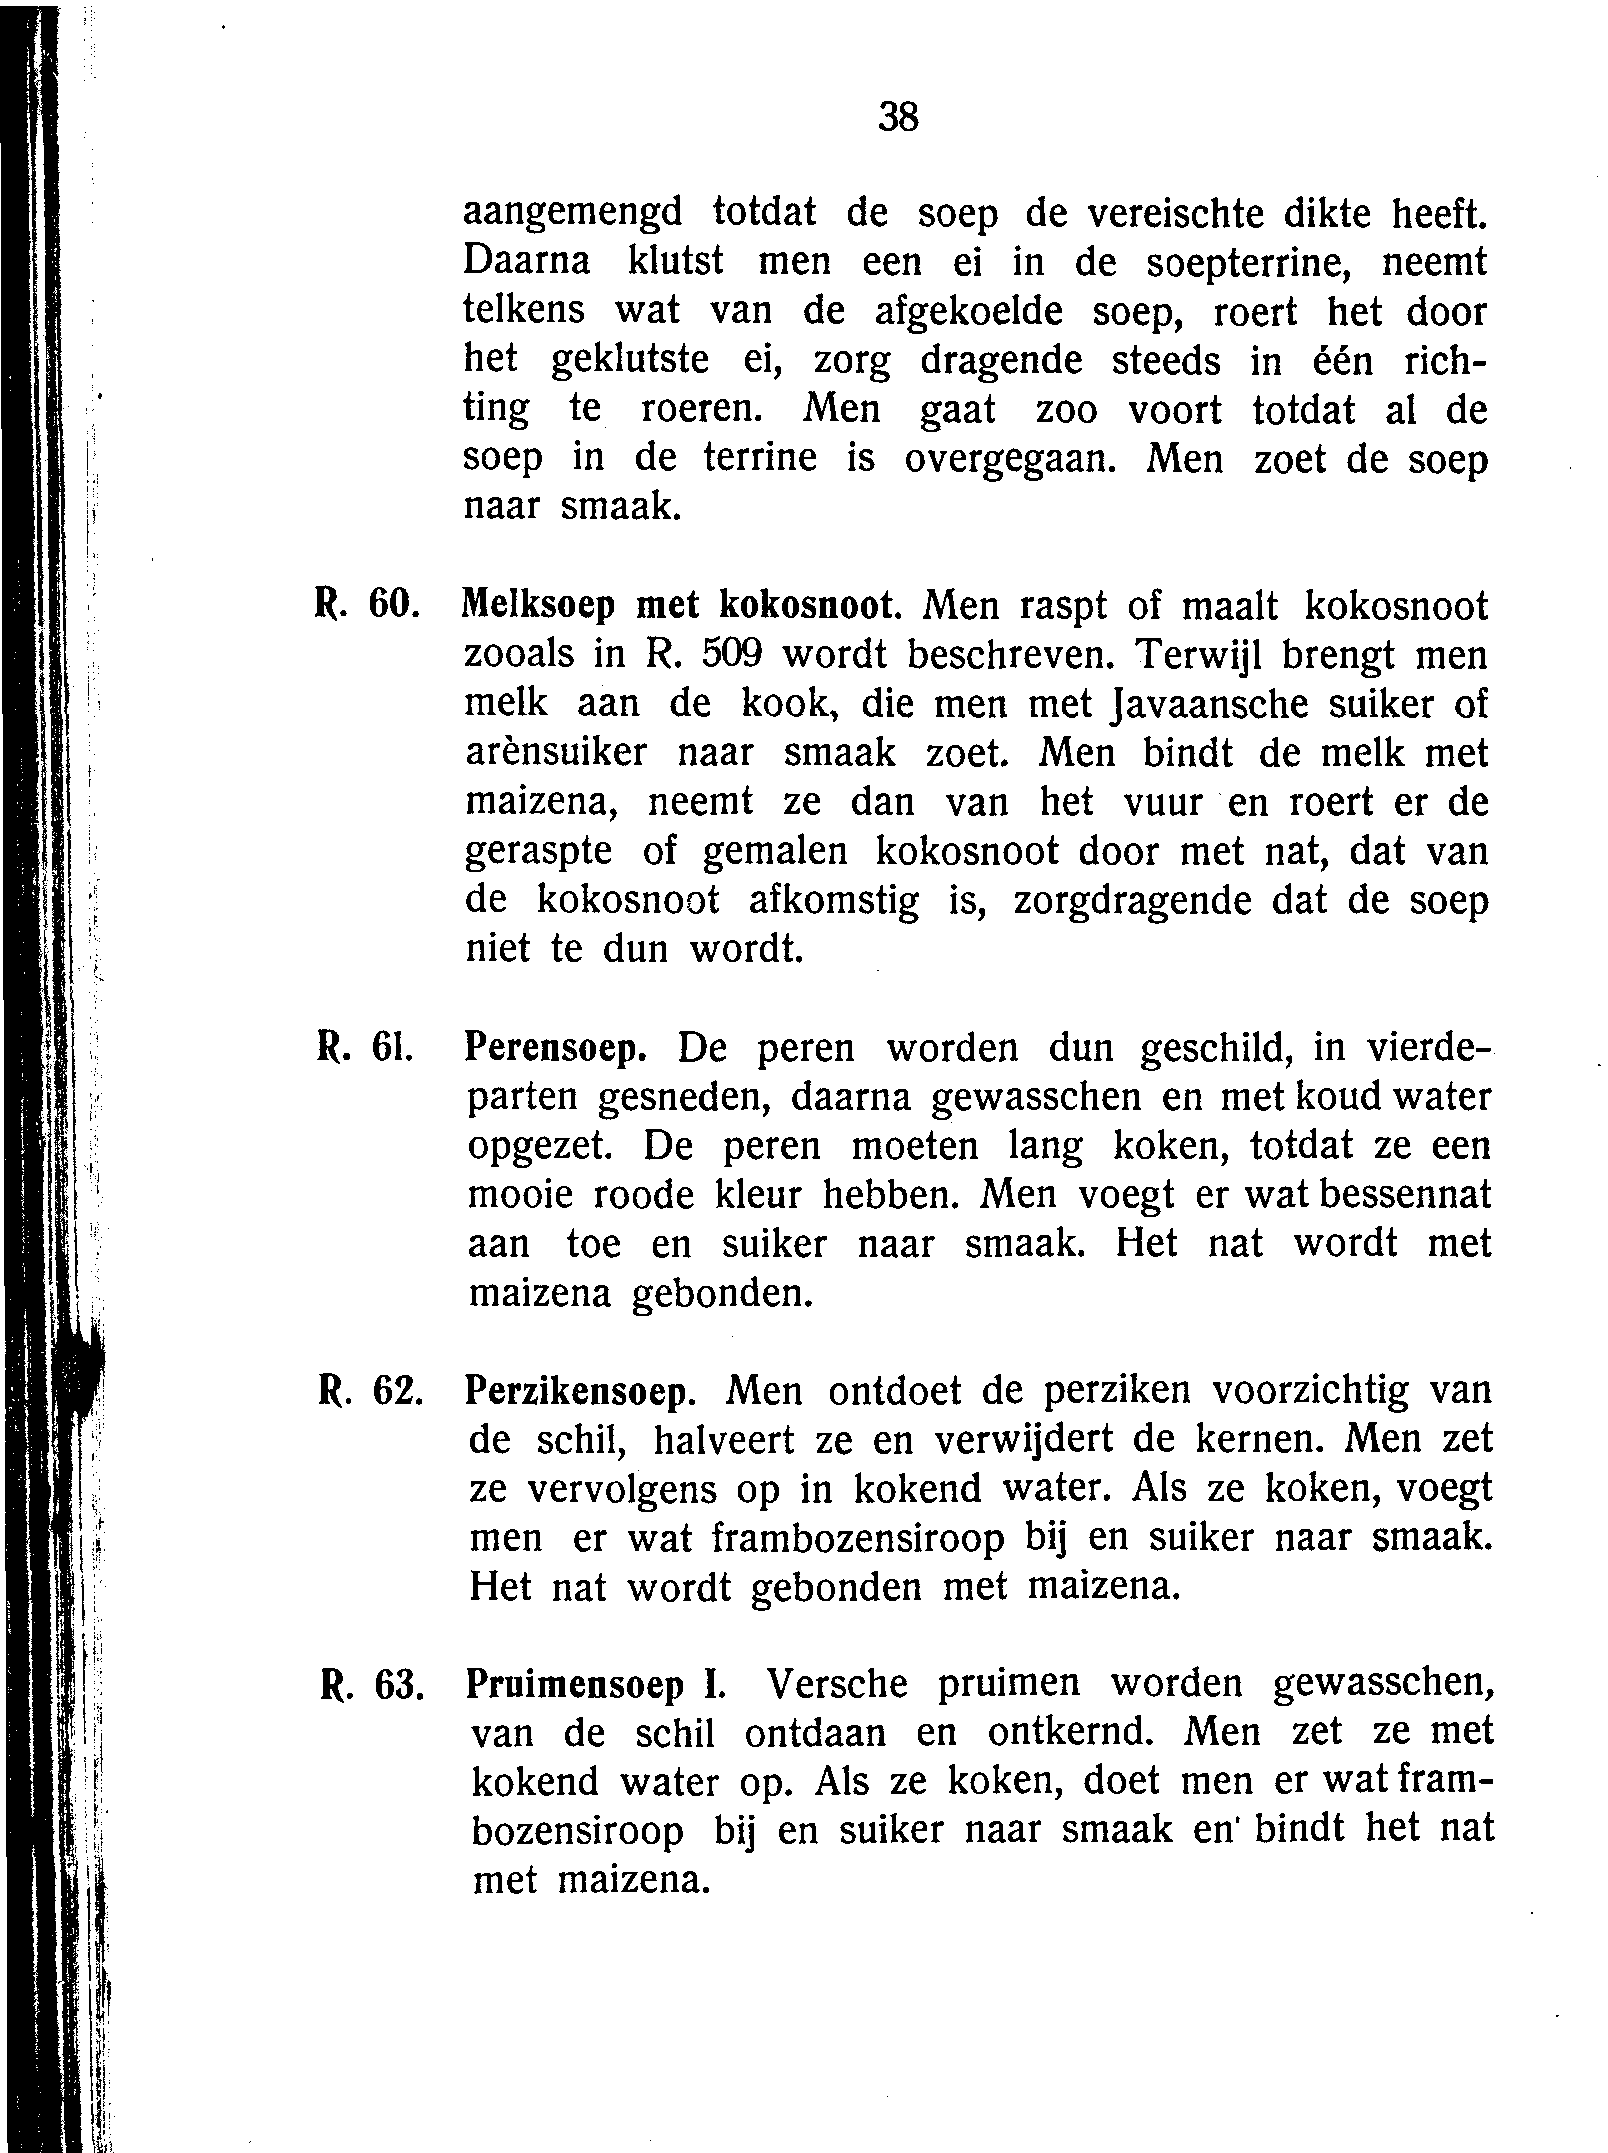 38
aangemengd totdat de soep de vereischte dikte heeft.
Daarna klutst men een ei in de soepterrine, neemt
telkens wat van de afgekoelde soep, roert het door
het geklutste ei, zorg dragende steeds in één rich-
ting te roeren. Men gaat zoo voort totdat al de
soep in de terrine is overgegaan. Men zoet de soep
naar smaak.
R. 60. Melksoep met kokosnoot. Men raspt of maalt kokosnoot
zooals in R. 509 wordt beschreven. Terwijl brengt men
melk aan de kook, die men met Javaansche suiker of
arènsuiker naar smaak zoet. Men bindt de melk met
maizena, neemt ze dan van het vuur en roert er de
geraspte of gemalen kokosnoot door met nat, dat van
de kokosnoot afkomstig is, zorgdragende dat de soep
niet te dun wordt.
R. 61. Perensoep. De peren worden dun geschild, in vierde-
parten gesneden, daarna gewasschen en met koud water
opgezet. De peren moeten lang koken, totdat ze een
mooie roode kleur hebben. Men voegt er wat bessennat
aan toe en suiker naar smaak. Het nat wordt met
maizena gebonden.
R. 62. Perzikensoep. Men ontdoet de perziken voorzichtig van
de schil, halveert ze en verwijdert de kernen. Men zet
ze vervolgens op in kokend water. Als ze koken, voegt
men er wat frambozensiroop bij en suiker naar smaak.
Het nat wordt gebonden met maizena.
R. 63. Pruimensoep I. Versche pruimen worden gewasschen,
van de schil ontdaan en ontkernd. Men zet ze met
kokend water op. Als ze koken, doet men er wat fram-
bozensiroop bij en suiker naar smaak en bindt het nat
met maizena.